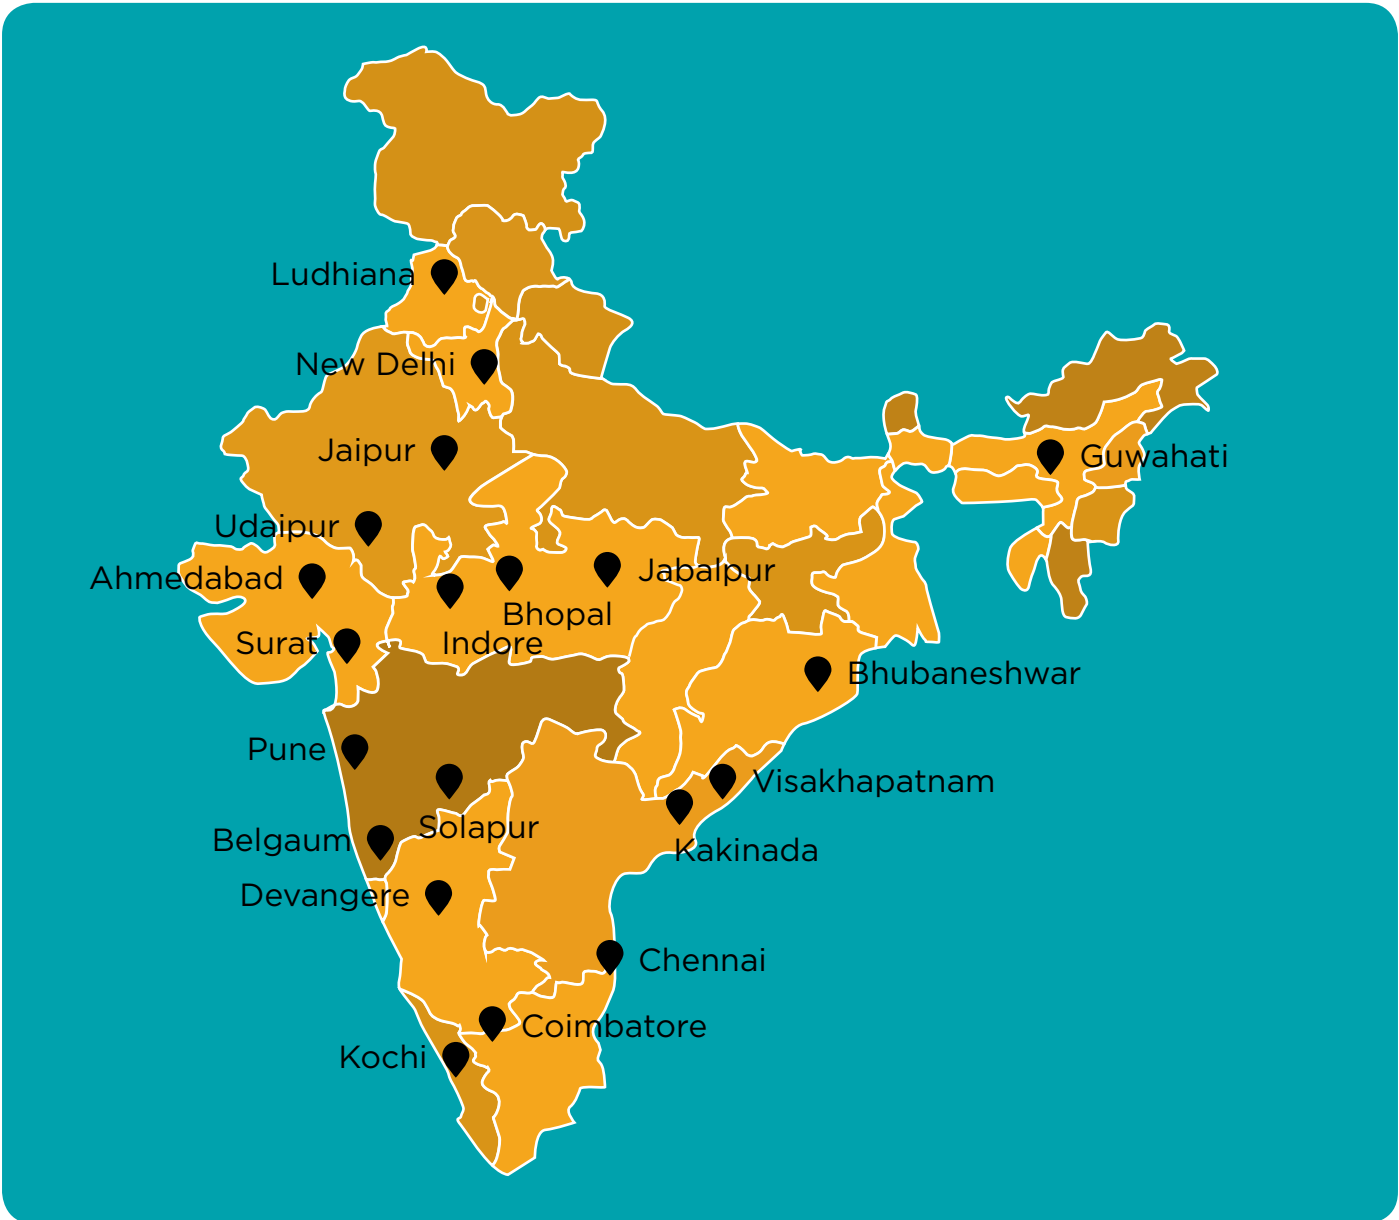 Ludhiana
New Delhi
Jaipur
Guwahati
Udaipur
Ahmedabad
Jabalpur
Bhopal
Surat
Indore
Bhubaneshwar
Pune
Visakhapatnam
Solapur
Belgaum
Kakinada
Devangere
Chennai
Coimbatore
Kochi